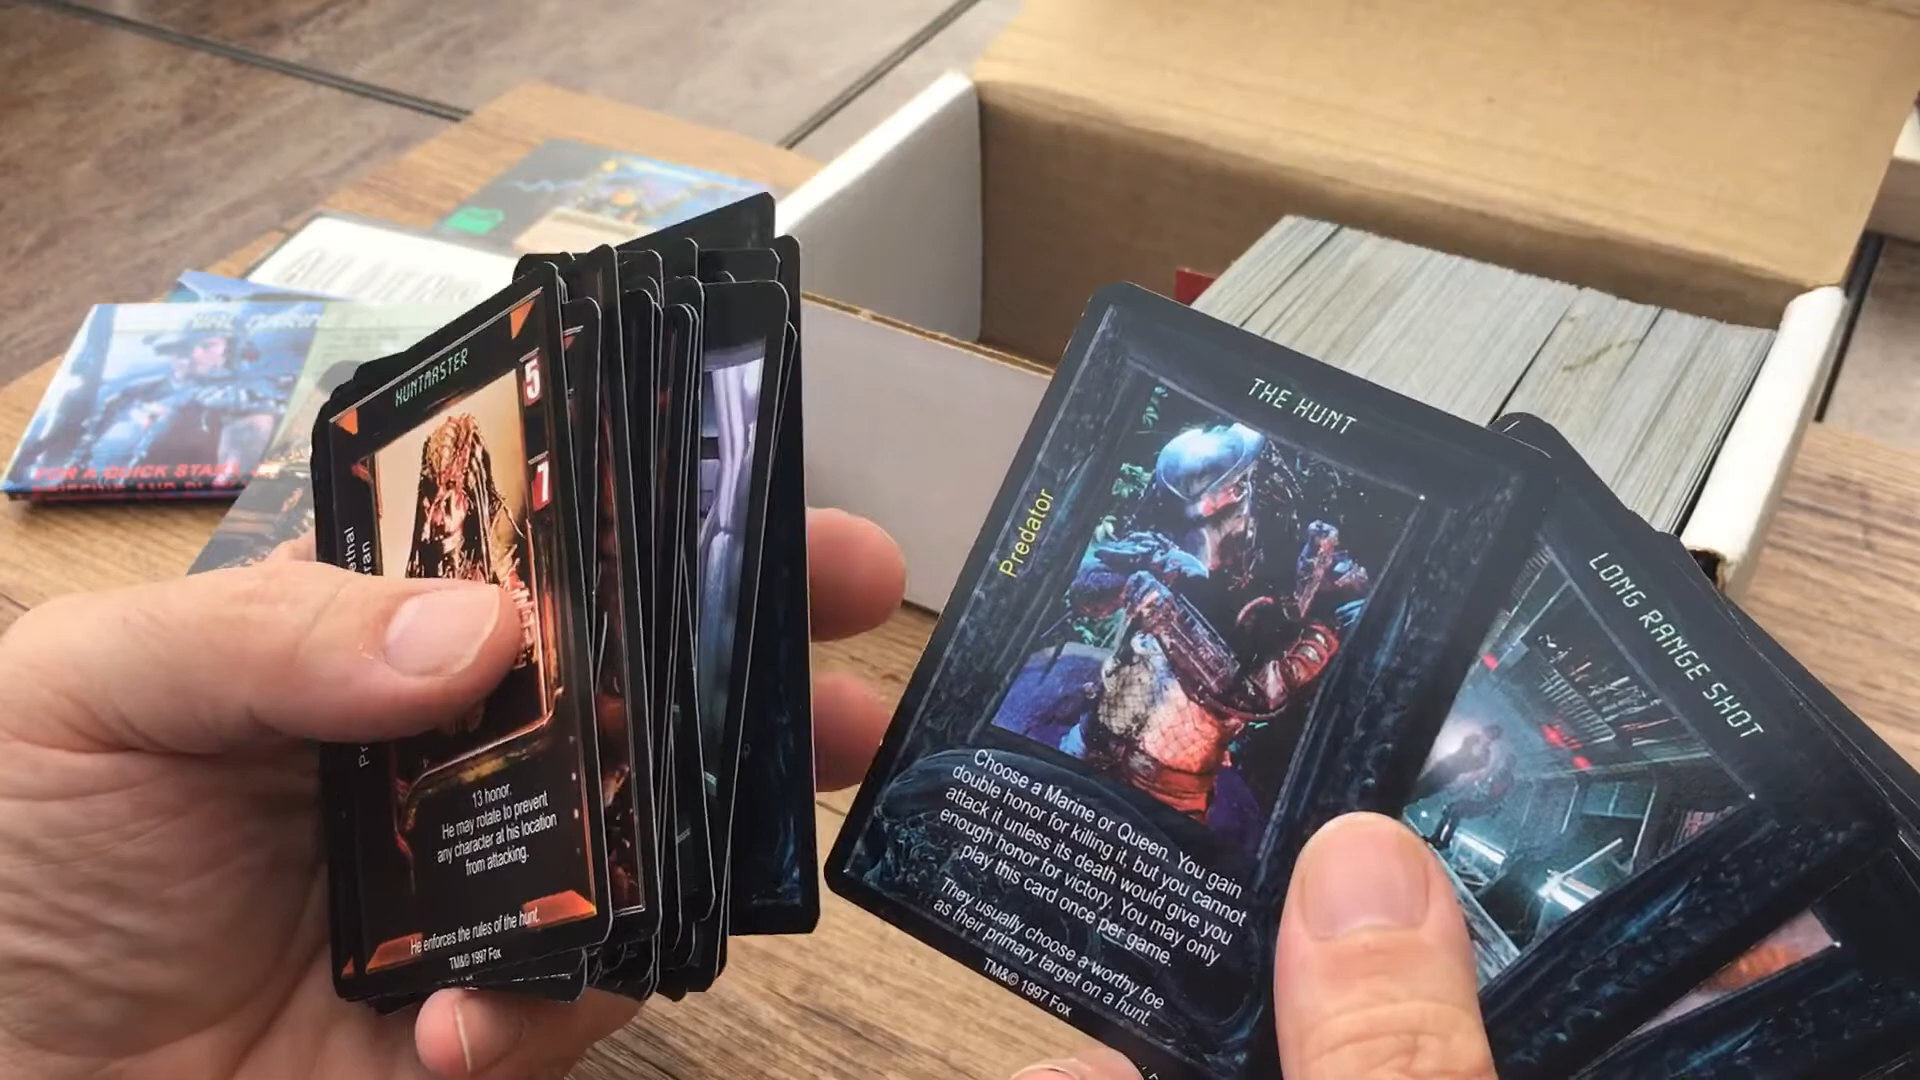 HUNTMASTER
5
7
13 honor.
He may rotate to prevent
any character at his location
from attacking.
He enforces the rules of the hunt.
TM&© 1997 Fox
THE HUNT
Predator
Choose a Marine or Queen. You gain
double honor for killing it, but you cannot
attack it unless its death would give you
enough honor for victory. You may only
play this card once per game.
They usually choose a worthy foe
as their primary target on a hunt.
TM&© 1997 Fox
LONG RANGE SHOT
FOR A QUICK START